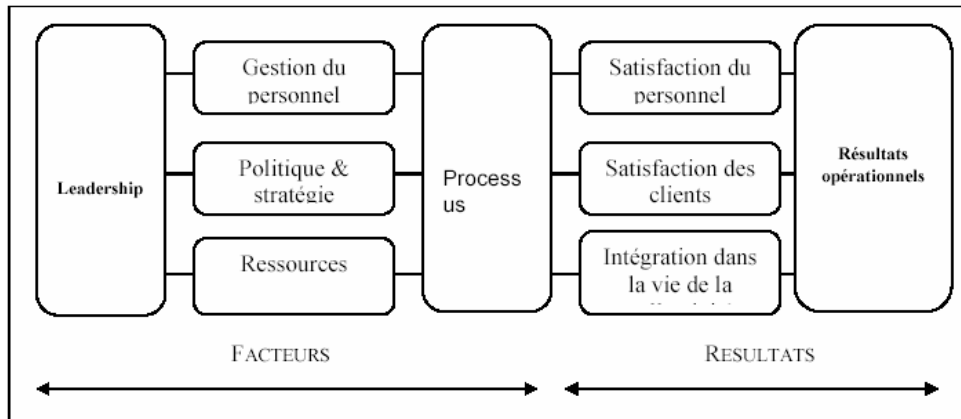 Leadership
Gestion du
personnel
Politique &
stratégie
Ressources
Process
us
Satisfaction du
personnel
Satisfaction des
clients
Intégration dans
la vie de la
Résultats
opérationnels
FACTEURS
RESULTATS